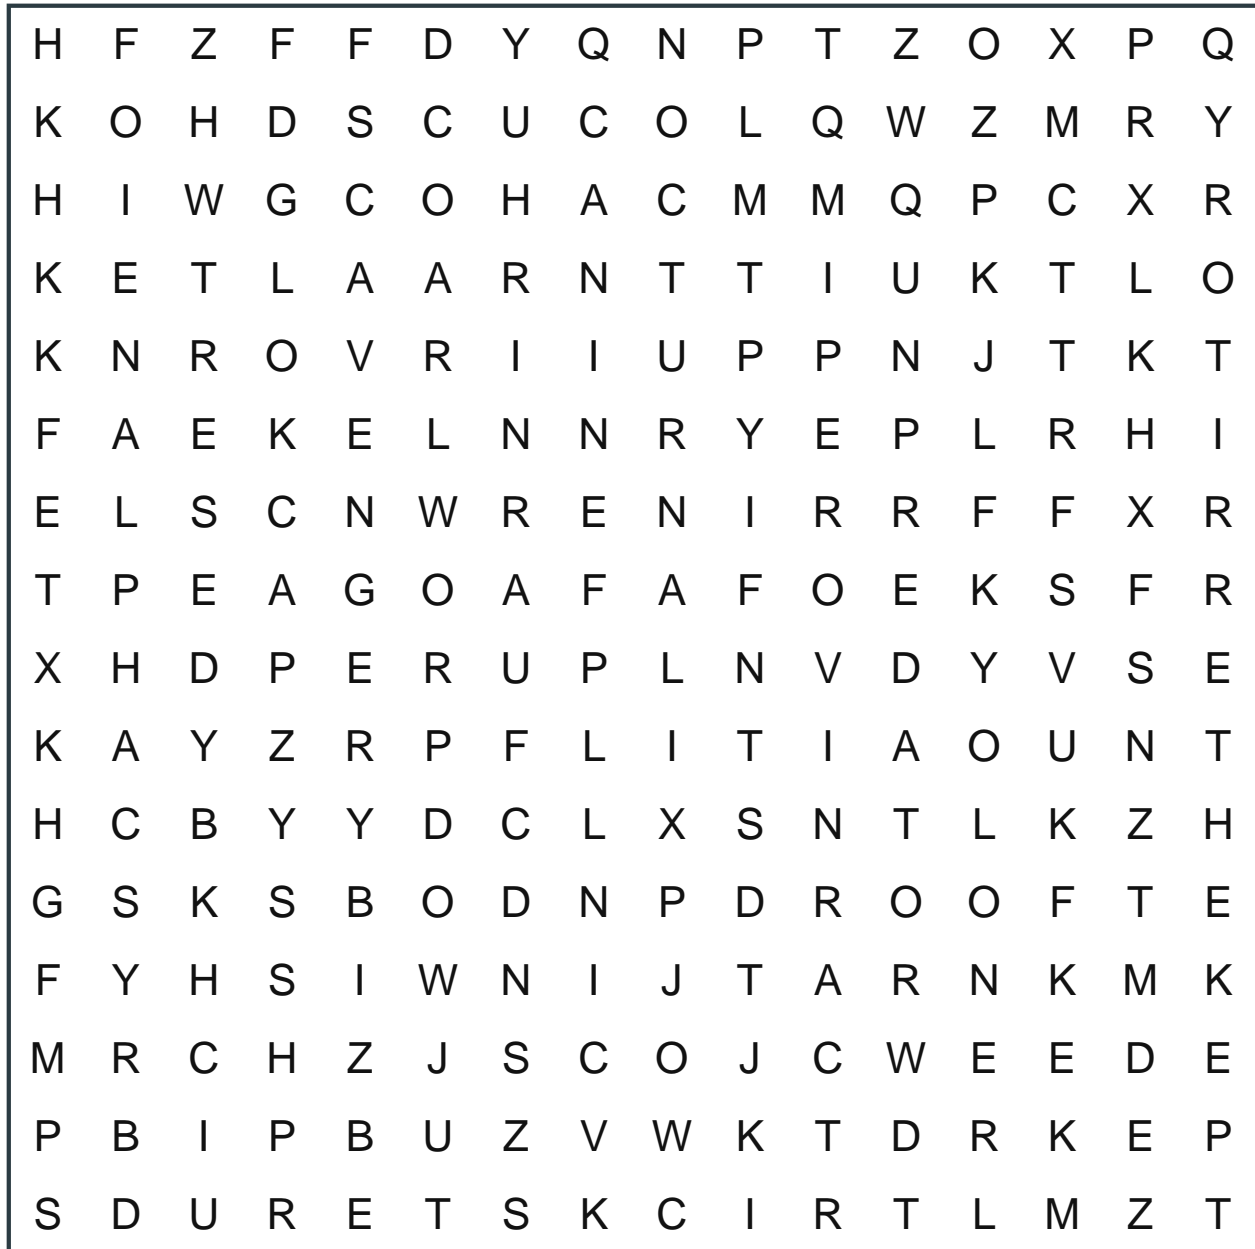 H F Z F F D Y Q N P T Z O X P Q
K O H D S C U C O L Q W Z M R Y
H I W G C O H A C M M Q P C X R
K E T L A A R N T T I U K T L O
K N R O V R I I U P P N J T K T
F A E K E L N N R Y E P L R H I
E L S C N W R E N I R R F F X R
T P E A G O A F A F O E K S F R
X H D P E R U P L N V D Y V S E
K A Y Z R P F L I T I A O U N T
H C B Y Y D C L X S N T L K Z H
G S K S B O D N P D R O O F T E
F Y H S I W N I J T A R N K M K
M R C H Z J S C O J C W E E D E
P B I P B U Z V W K T D R K E P
S D U R E T S K C I R T L M Z T